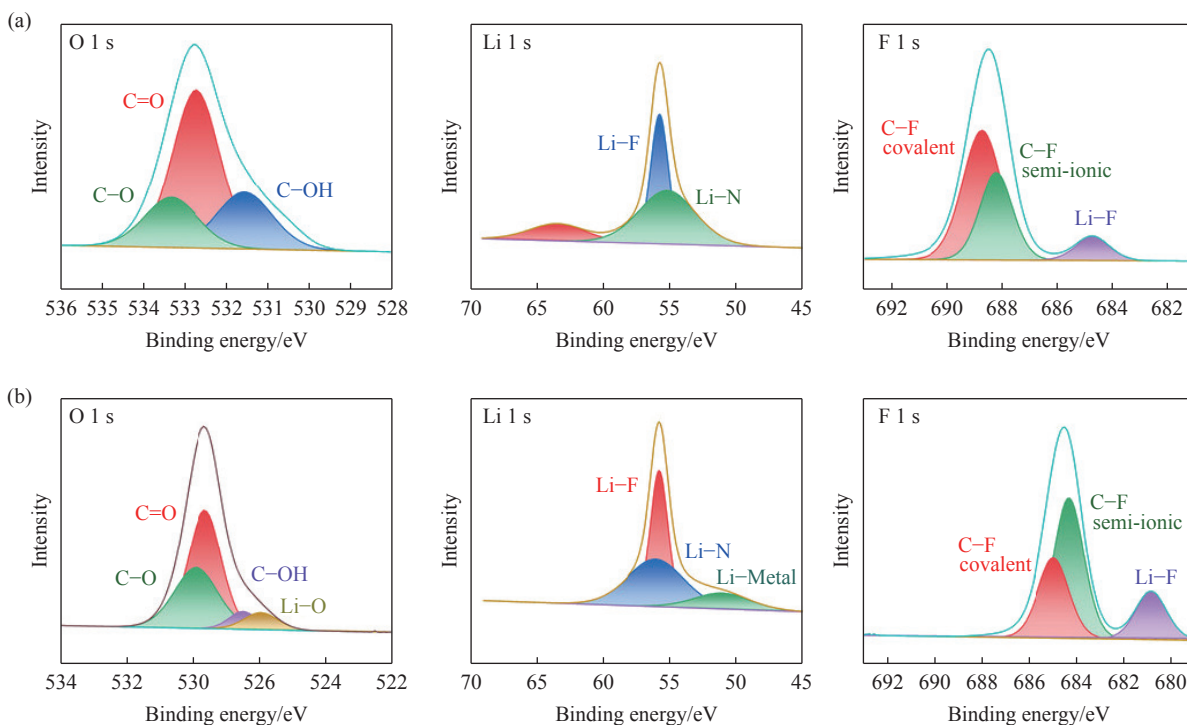 (a)
O 1 s
C=O
C−O
C−OH
Intensity
536 535 534 533 532 531 530 529 528
Binding energy/eV
Li 1 s
Li−F
Li−N
Intensity
70 65 60 55 50 45
Binding energy/eV
F 1 s
C−F
covalent
C−F
semi-ionic
Li−F
Intensity
692 690 688 686 684 682
Binding energy/eV
(b)
O 1 s
C=O
C−O
C−OH
Li−O
Intensity
534 532 530 528 526 524 522
Binding energy/eV
Li 1 s
Li−F
Li−N
Li−Metal
Intensity
70 65 60 55 50 45
Binding energy/eV
F 1 s
C−F
semi-ionic
C−F
covalent
Li−F
Intensity
692 690 688 686 684 682 680
Binding energy/eV